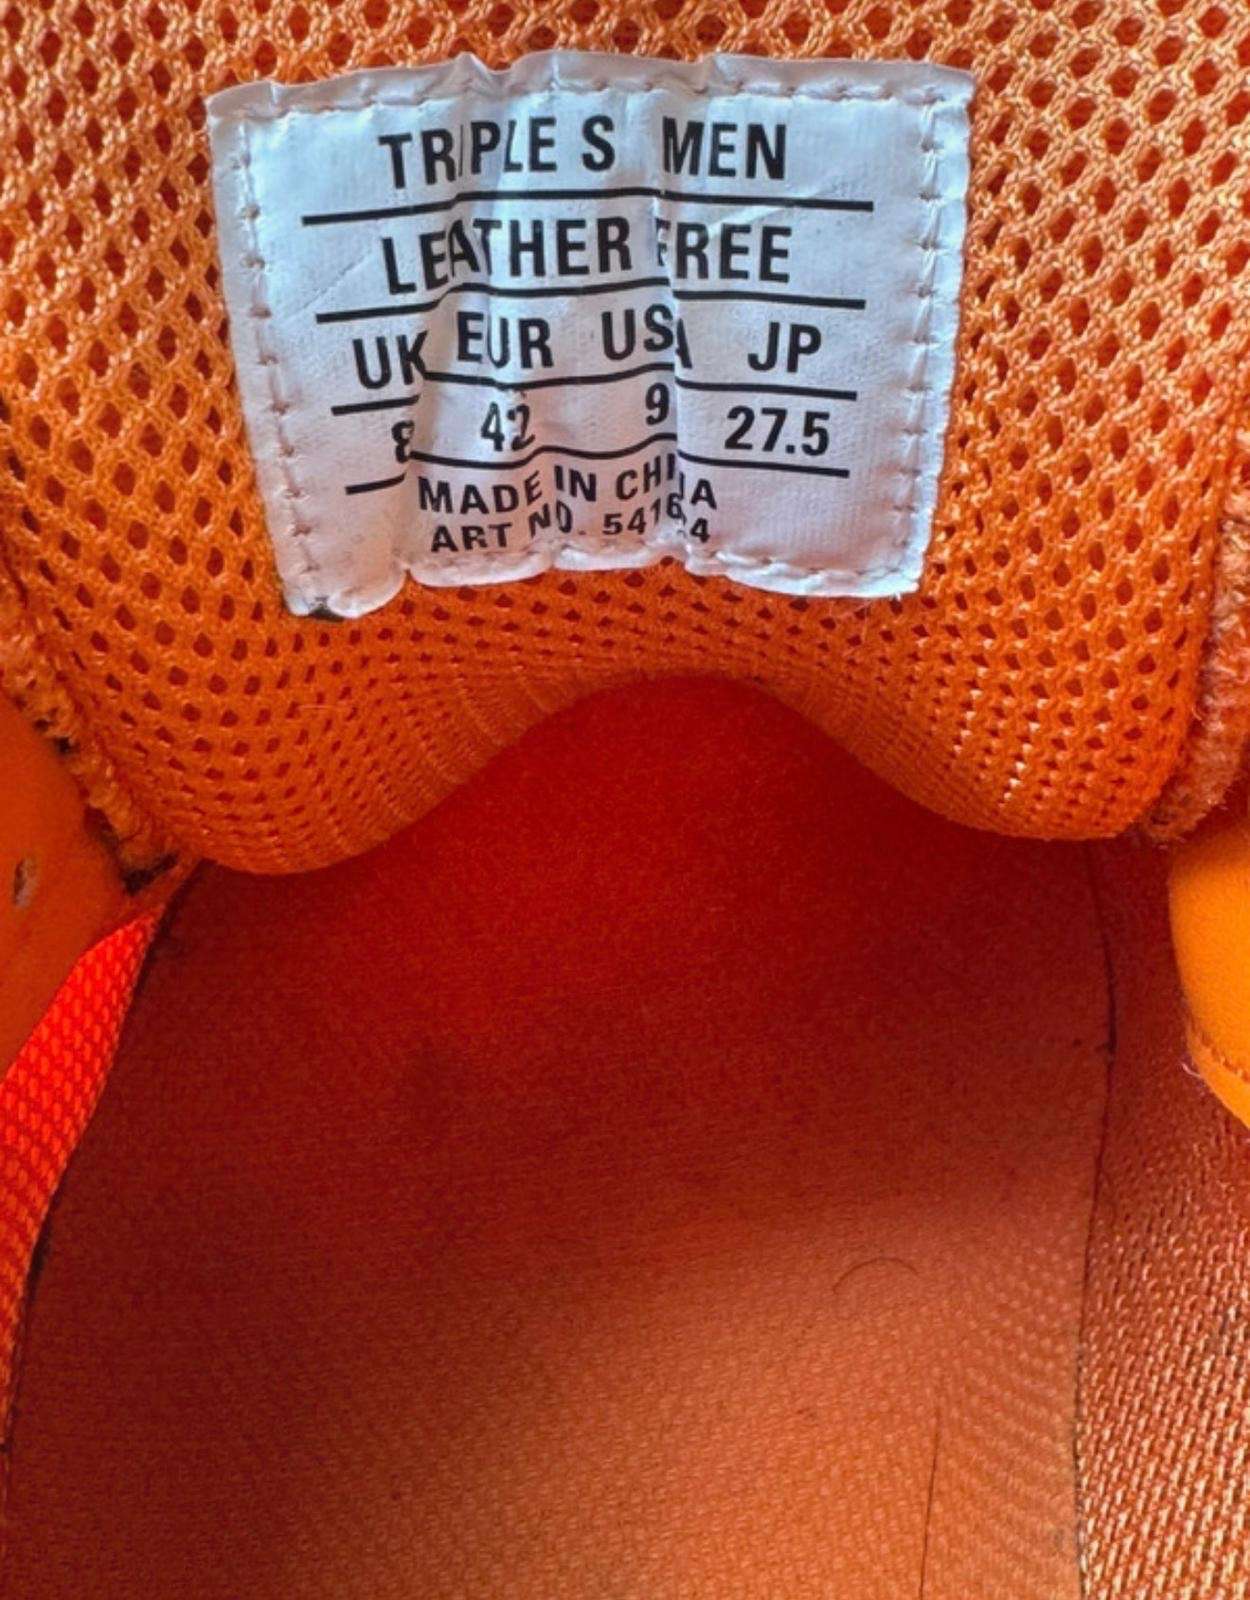 TRIPLE S MEN
LEATHER FREE
UK EUR USA JP
8 42 9 27.5
MADE IN CHINA
ART NO.